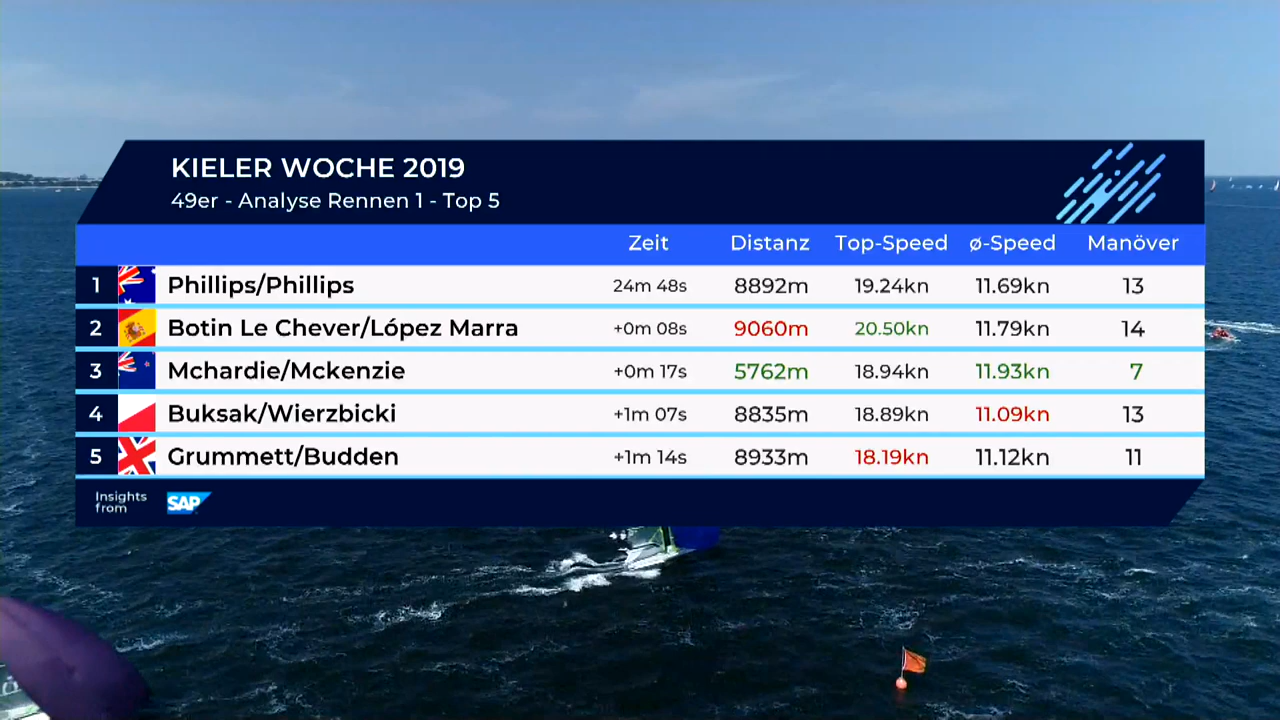 KIELER WOCHE 2019
49er - Analyse Rennen 1 - Top 5
Zeit Distanz Top-Speed ø-Speed Manöver
1 Phillips/Phillips 24m 48s 8892m 19.24kn 11.69kn 13
2 Botin Le Chever/López Marra +0m 08s 9060m 20.50kn 11.79kn 14
3 Mchardie/Mckenzie +0m 17s 5762m 18.94kn 11.93kn 7
4 Buksak/Wierzbicki +1m 07s 8835m 18.89kn 11.09kn 13
5 Grummett/Budden +1m 14s 8933m 18.19kn 11.12kn 11
Insights
from SAP